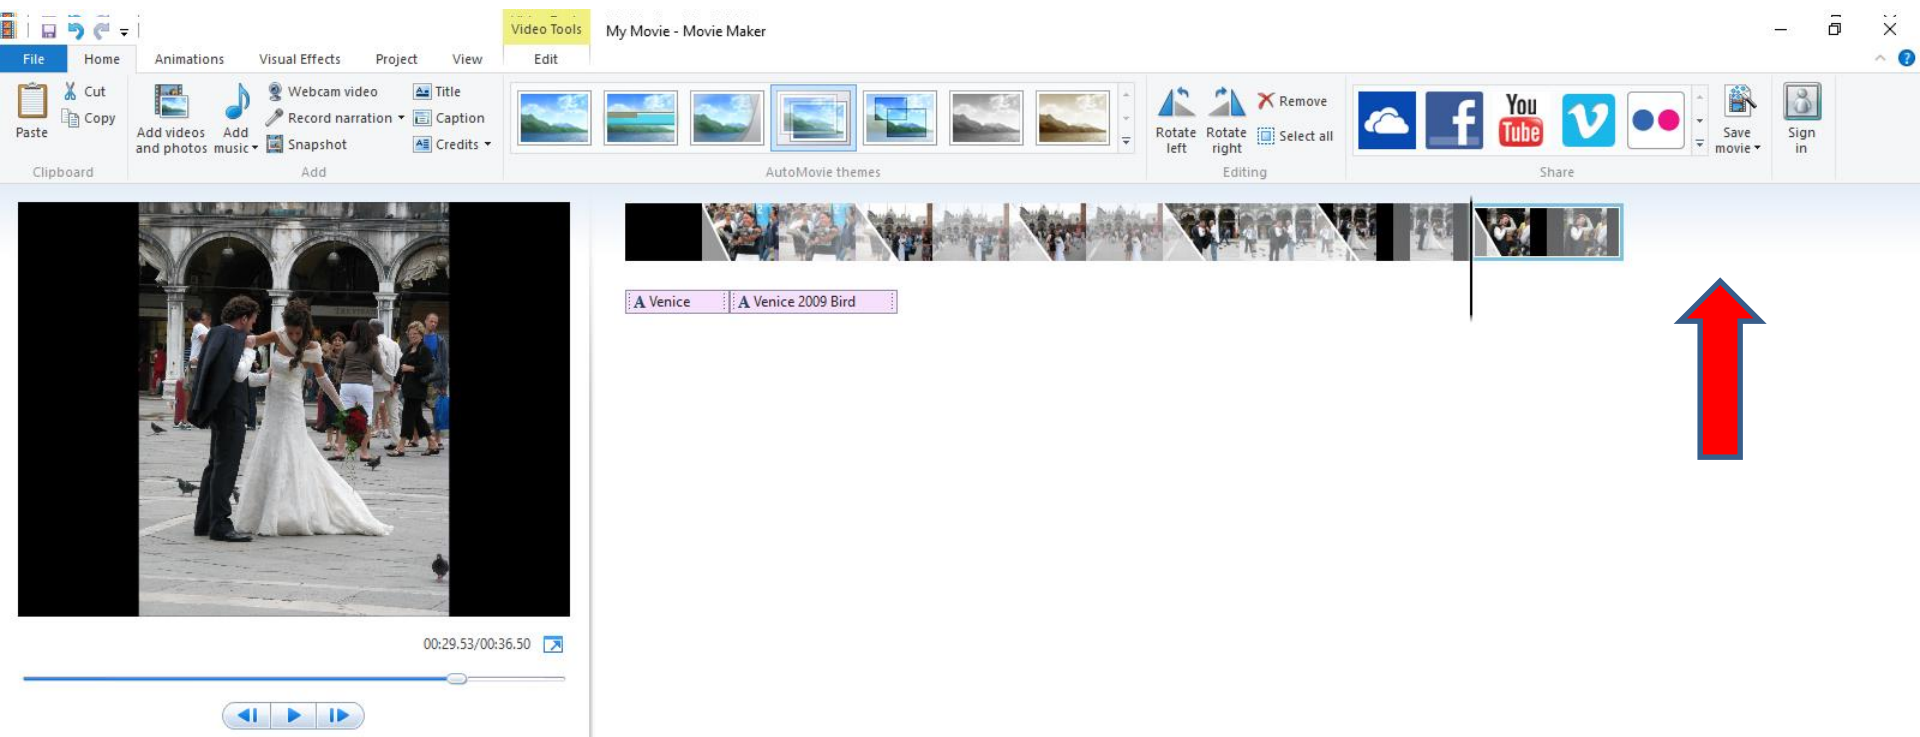 Video Tools
My Movie - Movie Maker
File Home Animations Visual Effects Project View Edit
Paste
Cut
Copy
Clipboard
Add videos
and photos
Add
music
Webcam video
Record narration
Snapshot
Title
Caption
Credits
Add
AutoMovie themes
Rotate
left
Rotate
right
Remove
Select all
Editing
f
You
Tube
V
Share
Save
movie
Sign
in
A Venice
A Venice 2009 Bird
00:29.53/00:36.50